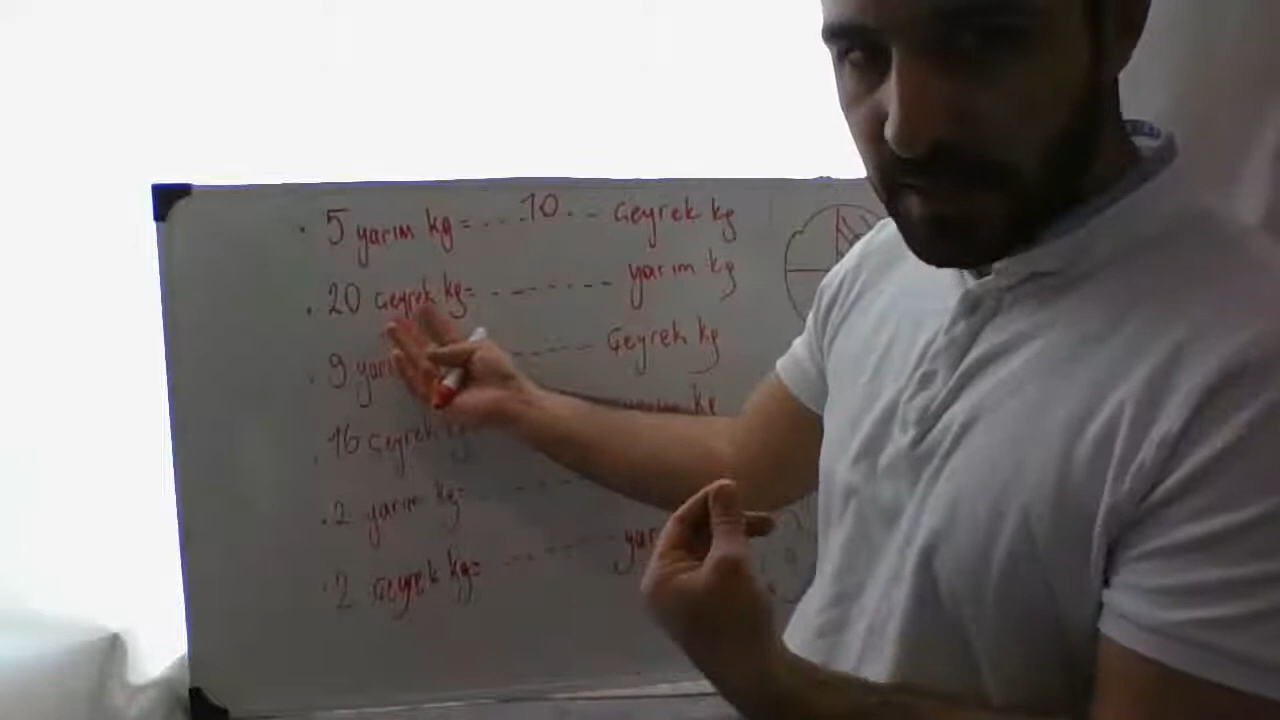 . 5 yarım kg = ... 10. -- Çeyrek kg
. 20 Çeyrek kg= - - - - - - - - yarım kg
. 9 - - - - - - Çeyrek kg
. 16 Çeyrek kg
. 2 yarım kg= - -
. 2 Çeyrek kg= - - - - - - - -